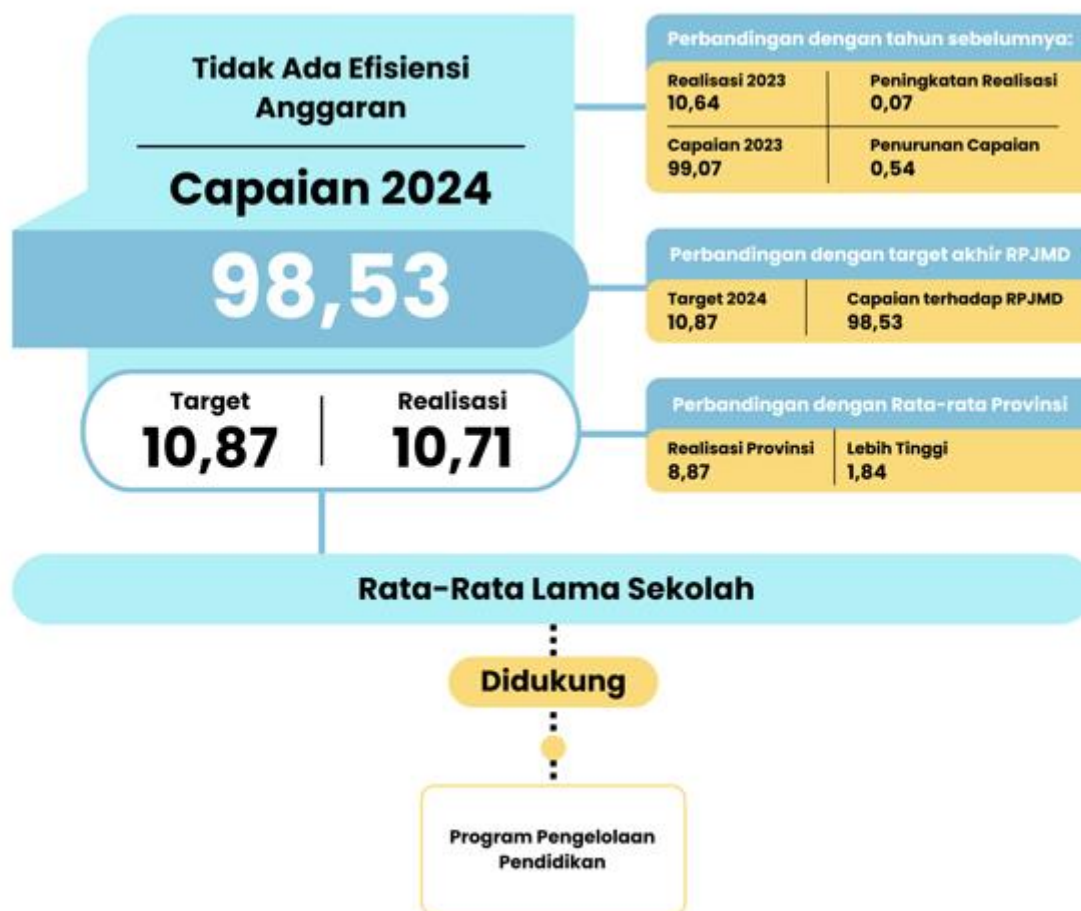 Tidak Ada Efisiensi
Anggaran
Capaian 2024
98,53
Target
10,87
Realisasi
10,71
Perbandingan dengan tahun sebelumnya:
Realisasi 2023
10,64
Peningkatan Realisasi
0,07
Capaian 2023
99,07
Penurunan Capaian
0,54
Perbandingan dengan target akhir RPJMD
Target 2024
10,87
Capaian terhadap RPJMD
98,53
Perbandingan dengan Rata-rata Provinsi
Realisasi Provinsi
8,87
Lebih Tinggi
1,84
Rata-Rata Lama Sekolah
Didukung
Program Pengelolaan
Pendidikan